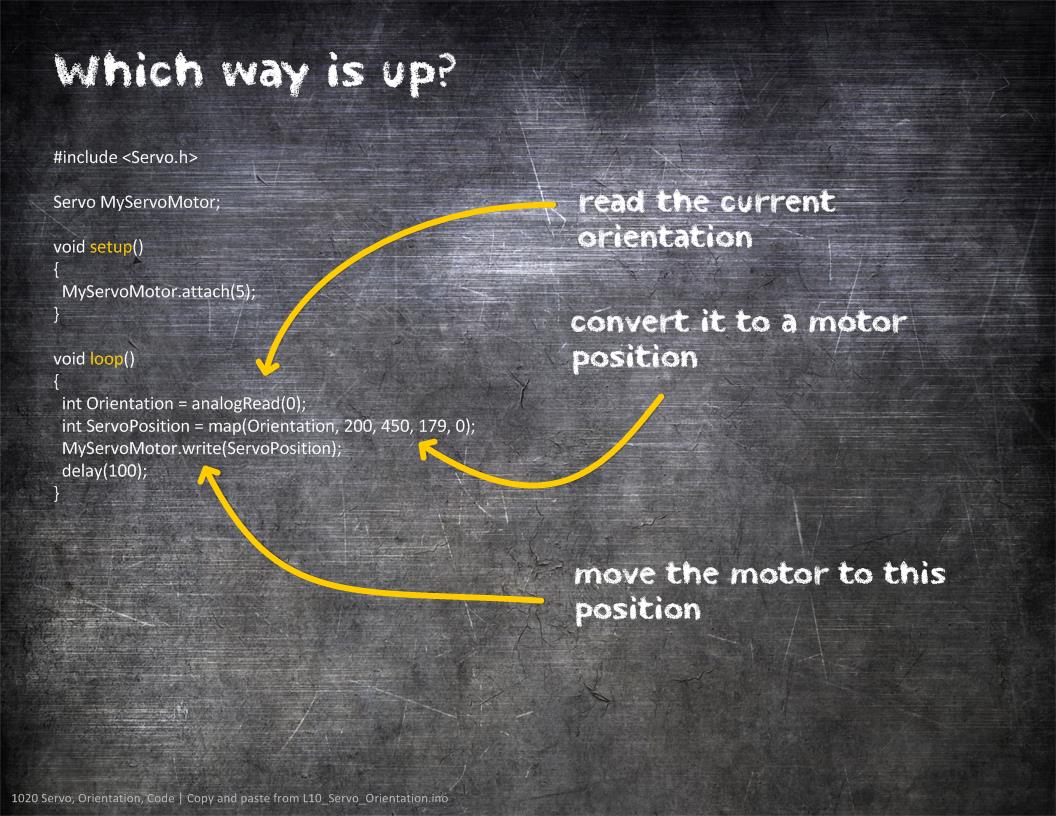 Which way is up?
#include <Servo.h>
Servo MyServoMotor;
void setup()
{
MyServoMotor.attach(5);
}
void loop()
{
int Orientation = analogRead(0);
int ServoPosition = map(Orientation, 200, 450, 179, 0);
MyServoMotor.write(ServoPosition);
delay(100);
}
read the current
orientation
convert it to a motor
position
move the motor to this
position
1020 Servo, Orientation, Code | Copy and paste from L10_Servo_Orientation.ino